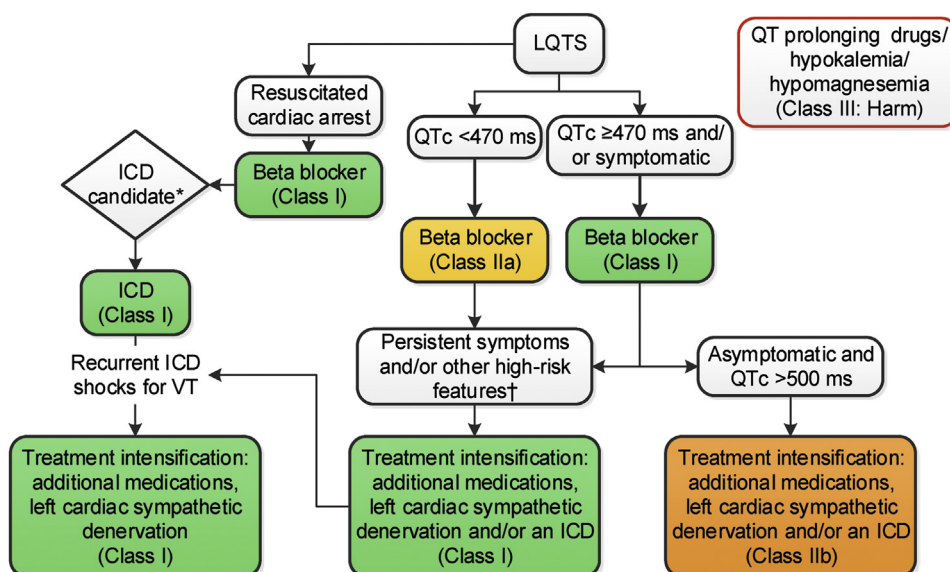 LQTS
QT prolonging drugs/
hypokalemia/
hypomagnesemia
(Class III: Harm)
Resuscitated
cardiac arrest
QTc <470 ms
QTc ≥470 ms and/
or symptomatic
ICD
candidate*
Beta blocker
(Class I)
Beta blocker
(Class IIa)
Beta blocker
(Class I)
ICD
(Class I)
Recurrent ICD
shocks for VT
Persistent symptoms
and/or other high-risk
features†
Asymptomatic and
QTc >500 ms
Treatment intensification:
additional medications,
left cardiac sympathetic
denervation
(Class I)
Treatment intensification:
additional medications,
left cardiac sympathetic
denervation and/or an ICD
(Class I)
Treatment intensification:
additional medications,
left cardiac sympathetic
denervation and/or an ICD
(Class IIb)